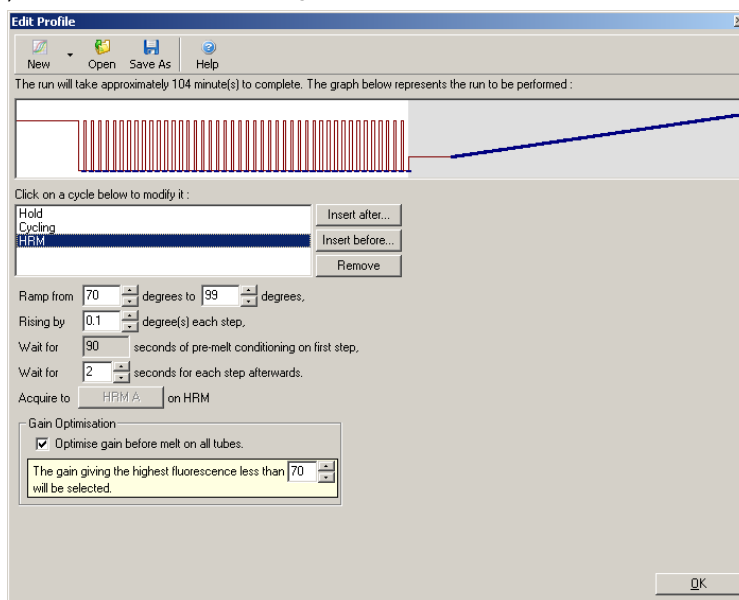 Edit Profile
New Open Save As Help
The run will take approximately 104 minute(s) to complete. The graph below represents the run to be performed :
Click on a cycle below to modify it :
Hold
Cycling
HRM
Insert after...
Insert before...
Remove
Ramp from 70 degrees to 99 degrees,
Rising by 0.1 degree(s) each step,
Wait for 90 seconds of pre-melt conditioning on first step,
Wait for 2 seconds for each step afterwards.
Acquire to HRM A on HRM
Gain Optimisation
Optimise gain before melt on all tubes.
The gain giving the highest fluorescence less than 70
will be selected.
OK